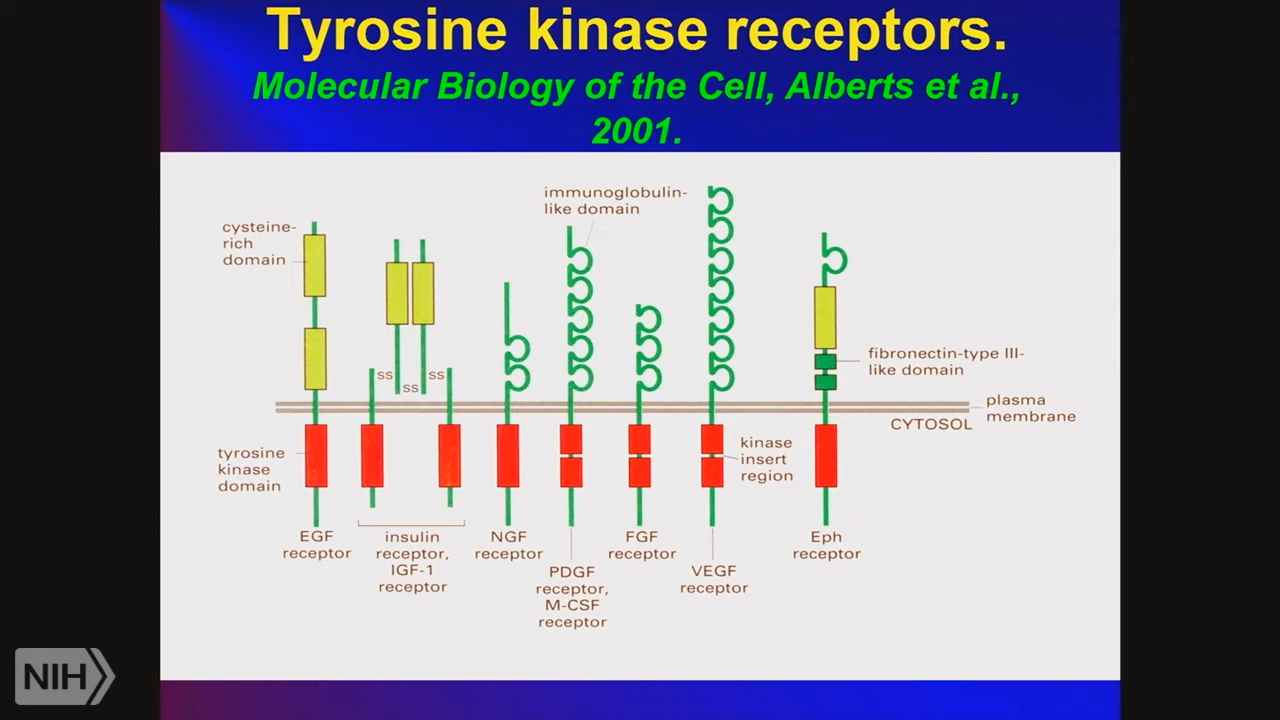 Tyrosine kinase receptors.
Molecular Biology of the Cell, Alberts et al.,
2001.
immunoglobulin-
like domain
cysteine-
rich
domain
ss
ss
ss
fibronectin-type III-
like domain
plasma
membrane
CYTOSOL
tyrosine
kinase
domain
kinase
insert
region
EGF
receptor
insulin
receptor,
IGF-1
receptor
NGF
receptor
PDGF
receptor,
M-CSF
receptor
FGF
receptor
VEGF
receptor
Eph
receptor
NIH